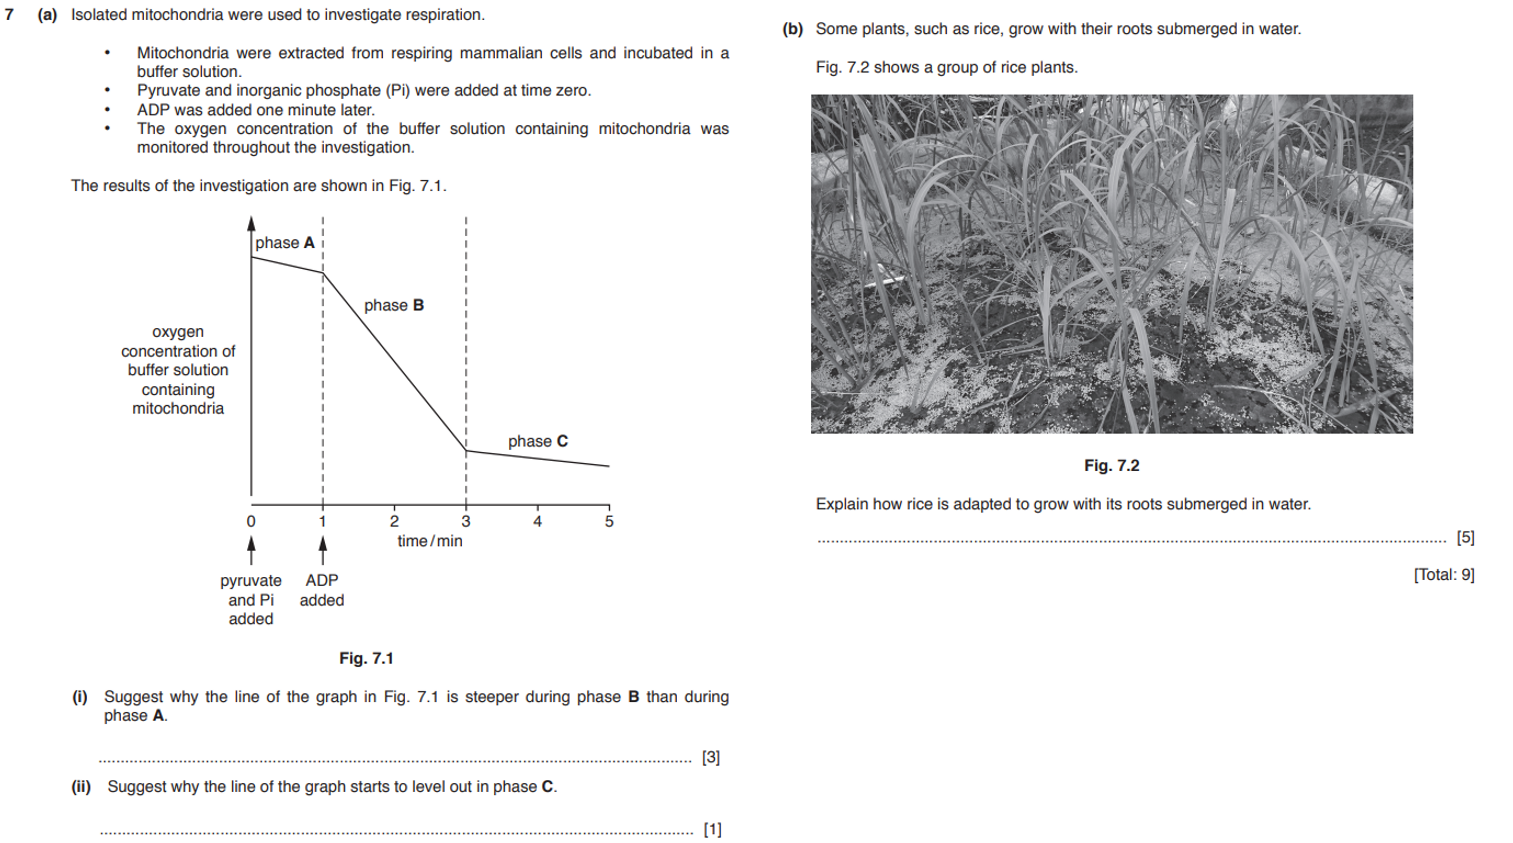 7 (a) Isolated mitochondria were used to investigate respiration.
• Mitochondria were extracted from respiring mammalian cells and incubated in a
buffer solution.
• Pyruvate and inorganic phosphate (Pi) were added at time zero.
• ADP was added one minute later.
• The oxygen concentration of the buffer solution containing mitochondria was
monitored throughout the investigation.
The results of the investigation are shown in Fig. 7.1.
phase A
phase B
oxygen
concentration of
buffer solution
containing
mitochondria
phase C
0 1 2 3 4 5
time/min
pyruvate
and Pi
added
ADP
added
Fig. 7.1
(i) Suggest why the line of the graph in Fig. 7.1 is steeper during phase B than during
phase A.
[3]
(ii) Suggest why the line of the graph starts to level out in phase C.
[1]
(b) Some plants, such as rice, grow with their roots submerged in water.
Fig. 7.2 shows a group of rice plants.
Fig. 7.2
Explain how rice is adapted to grow with its roots submerged in water.
[5]
[Total: 9]